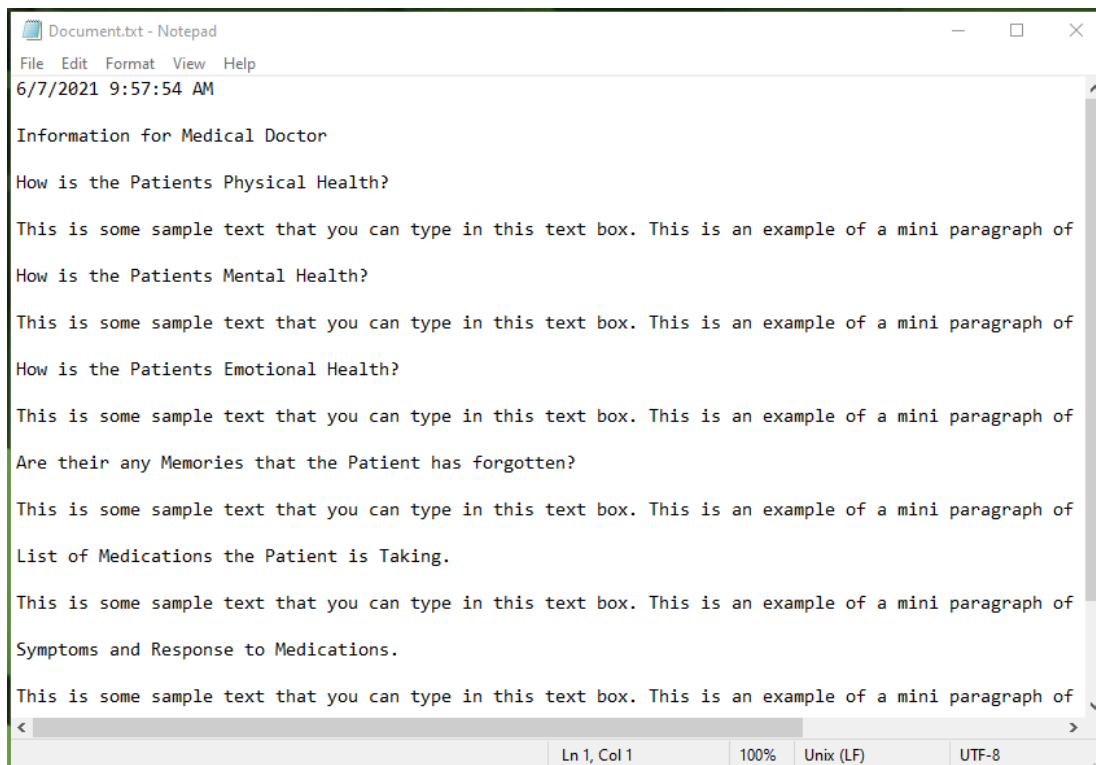 Document.txt - Notepad
File Edit Format View Help
6/7/2021 9:57:54 AM
Information for Medical Doctor
How is the Patients Physical Health?
This is some sample text that you can type in this text box. This is an example of a mini paragraph of
How is the Patients Mental Health?
This is some sample text that you can type in this text box. This is an example of a mini paragraph of
How is the Patients Emotional Health?
This is some sample text that you can type in this text box. This is an example of a mini paragraph of
Are their any Memories that the Patient has forgotten?
This is some sample text that you can type in this text box. This is an example of a mini paragraph of
List of Medications the Patient is Taking.
This is some sample text that you can type in this text box. This is an example of a mini paragraph of
Symptoms and Response to Medications.
This is some sample text that you can type in this text box. This is an example of a mini paragraph of
Ln 1, Col 1 100% Unix (LF) UTF-8